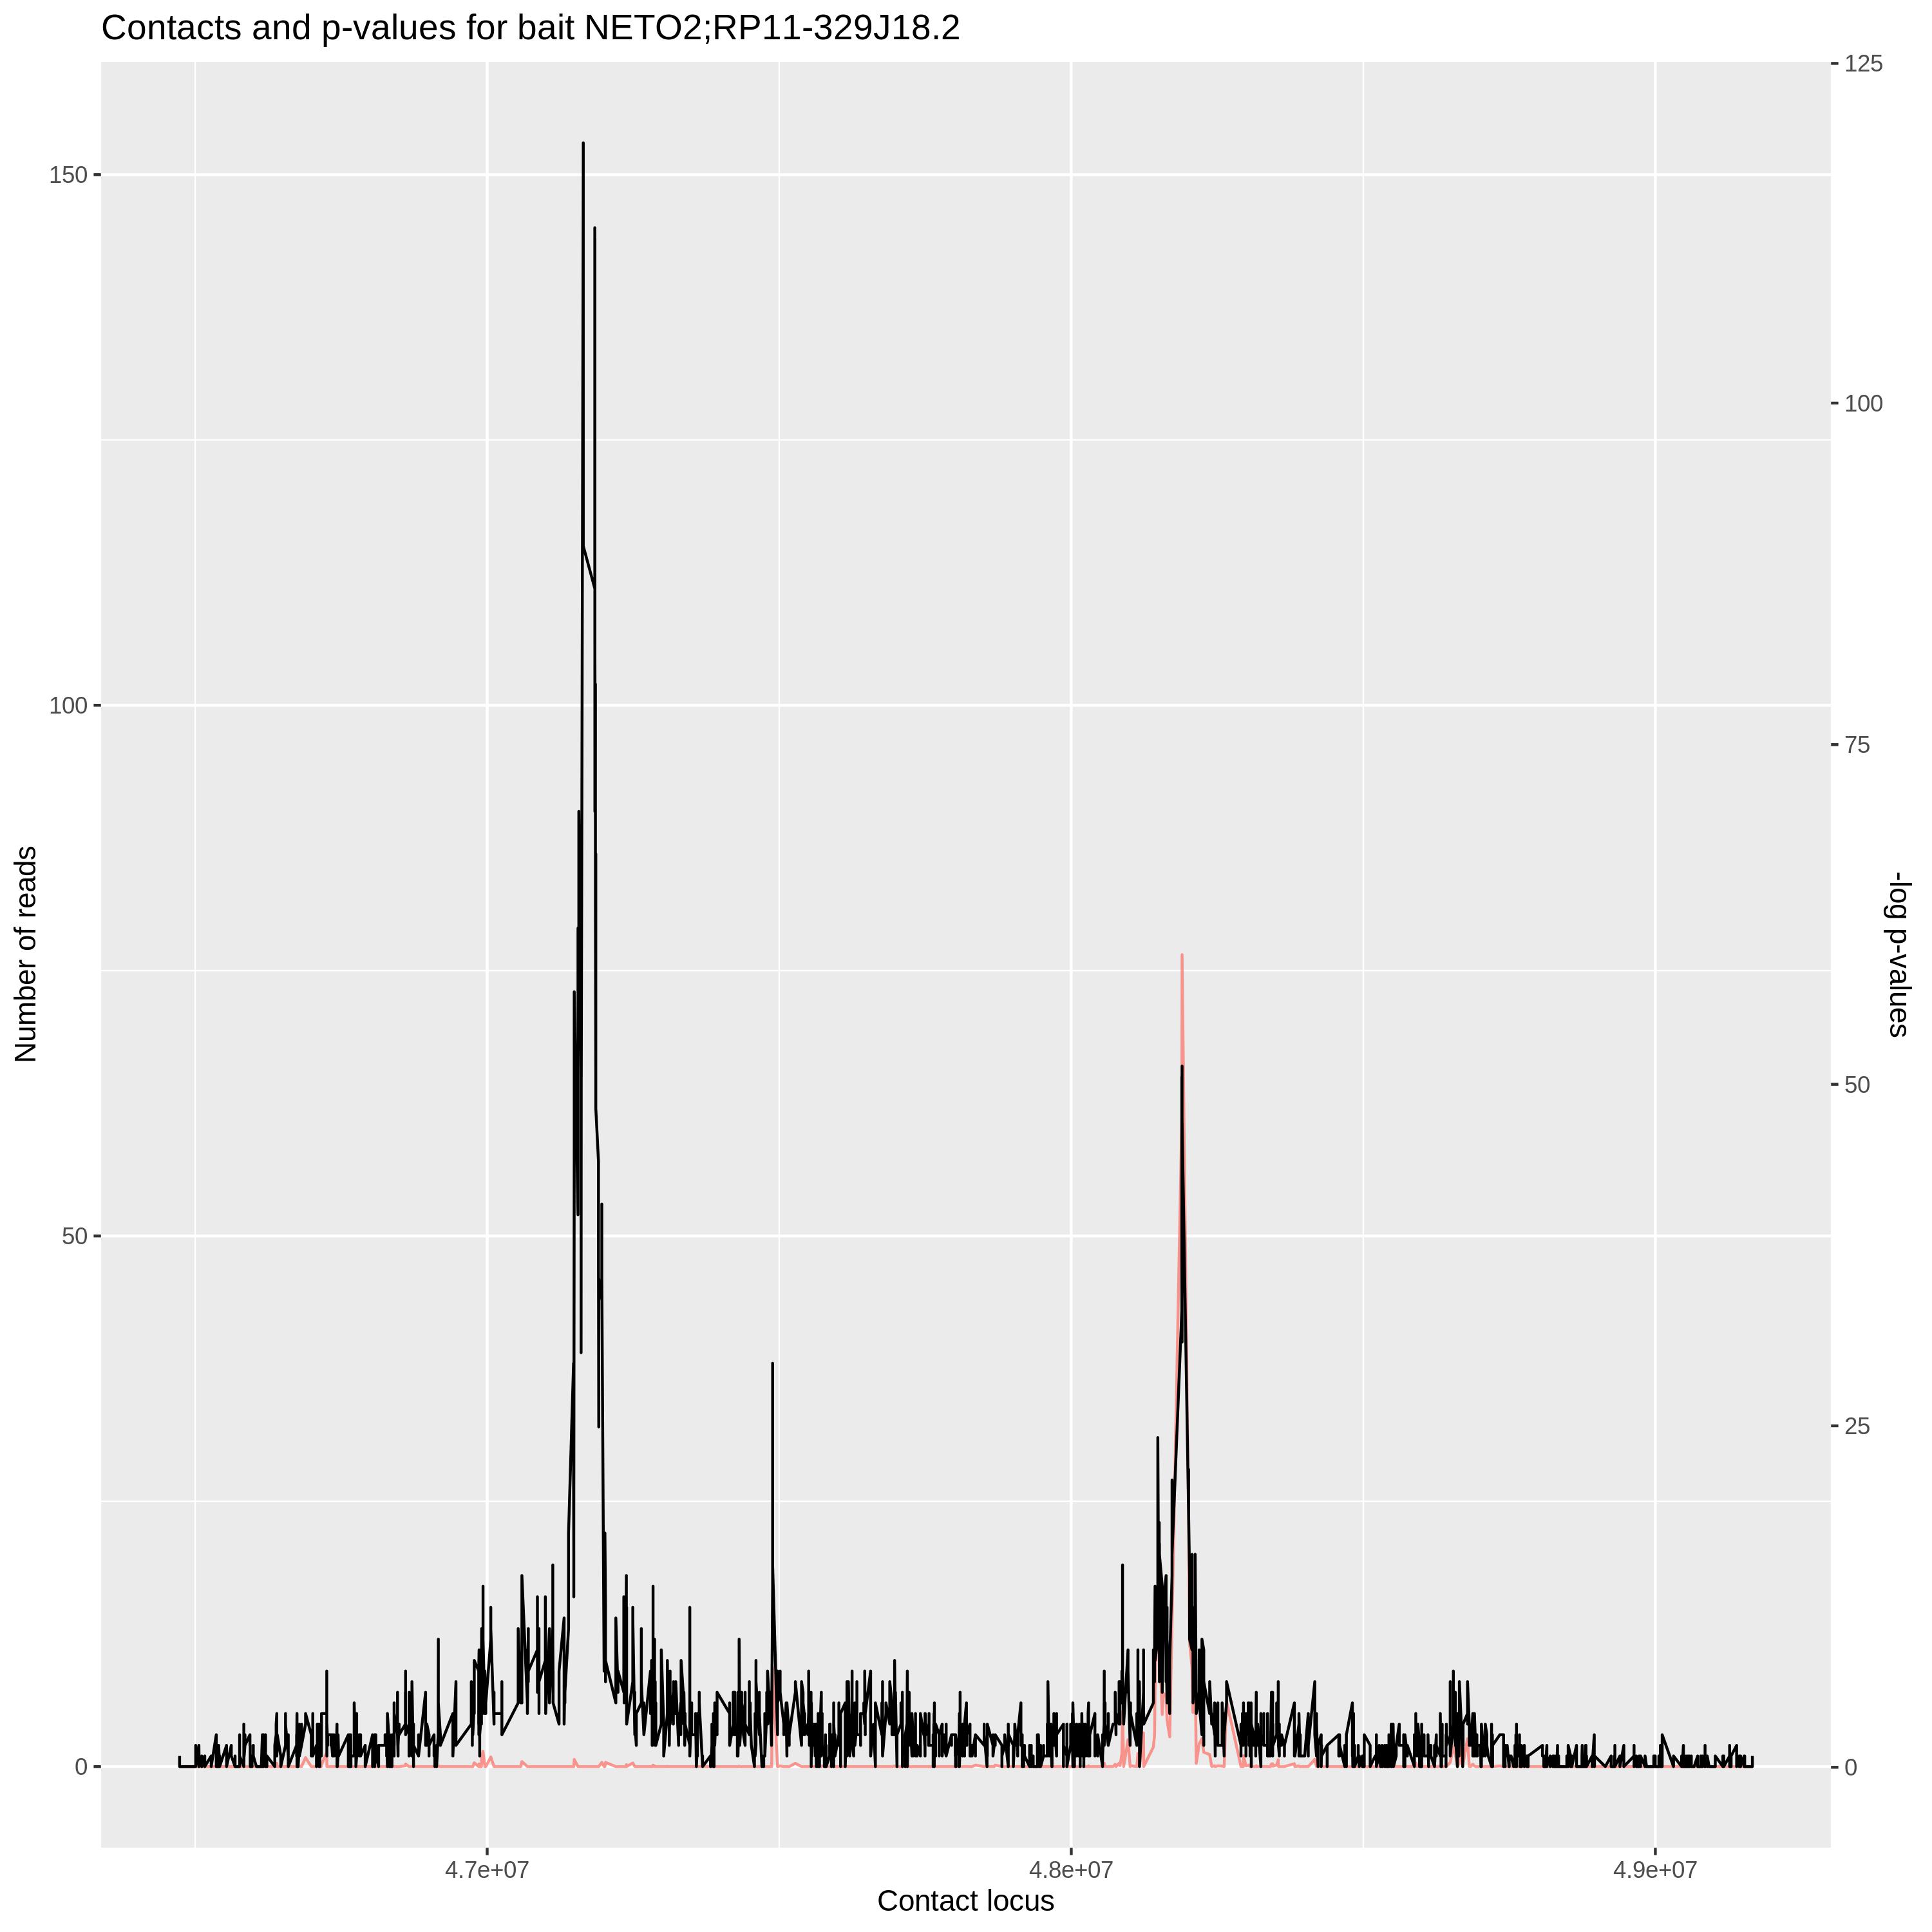 Contacts and p-values for bait NETO2;RP11-329J18.2
125
150
100
100
75
50
50
25
0
0
Number of reads
-log p-values
4.7e+07
4.8e+07
4.9e+07
Contact locus